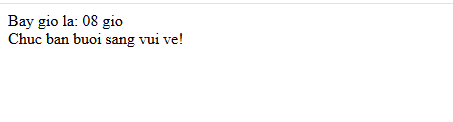 Bay gio la: 08 gio
Chuc ban buoi sang vui ve!